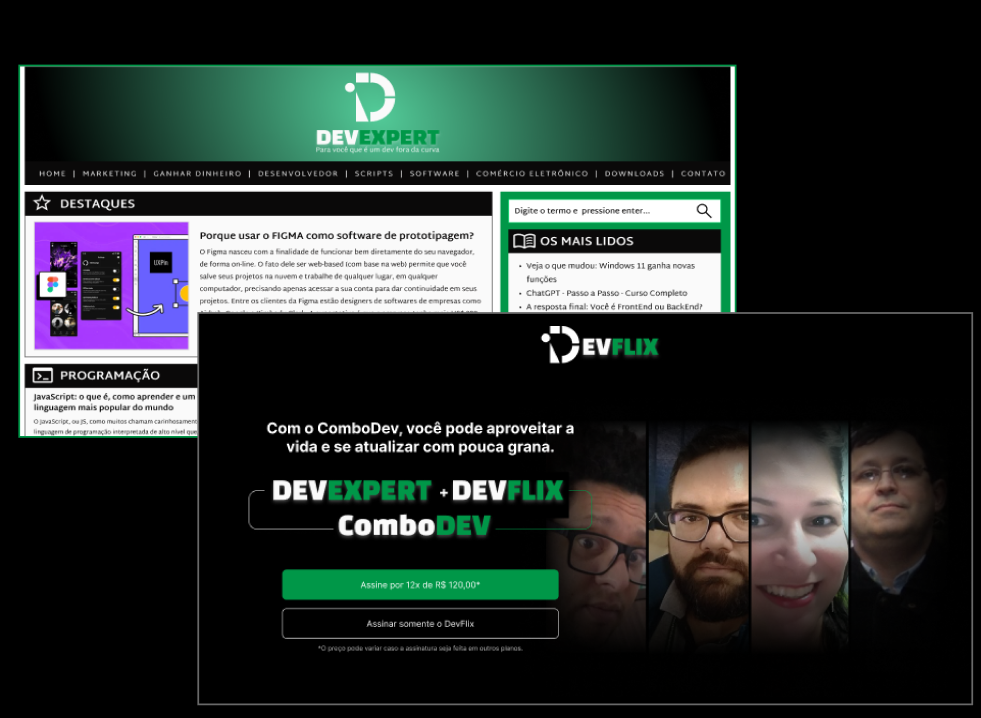 DEVEXPERT
Para você que é um dev fora da curva
HOME | MARKETING | GANHAR DINHEIRO | DESENVOLVEDOR | SCRIPTS | SOFTWARE | COMÉRCIO ELETRÔNICO | DOWNLOADS | CONTATO
DESTAQUES
UXPin
Porque usar o FIGMA como software de prototipagem?
O Figma nasceu com a finalidade de funcionar bem diretamente do seu navegador,
de forma on-line. O fato dele ser web-based (com base na web) permite que você
salve seus projetos na nuvem e trabalhe de qualquer lugar, em qualquer
computador, precisando apenas acessar a sua conta para dar continuidade em seus
projetos. Entre os clientes da Figma estão designers de softwares de empresas como
Digite o termo e pressione enter...
OS MAIS LIDOS
• Veja o que mudou: Windows 11 ganha novas
funções
• ChatGPT - Passo a Passo - Curso Completo
• A resposta final: Você é FrontEnd ou BackEnd?
PROGRAMAÇÃO
JavaScript: o que é, como aprender e um
linguagem mais popular do mundo
O JavaScript, ou JS, como muitos chamam carinhosament
linguagem de programação interpretada de alto nível que
DEVFLIX
Com o ComboDev, você pode aproveitar a
vida e se atualizar com pouca grana.
DEVEXPERT + DEVFLIX
ComboDEV
Assine por 12x de R$ 120,00*
Assinar somente o DevFlix
*O preço pode variar caso a assinatura seja feita em outros planos.